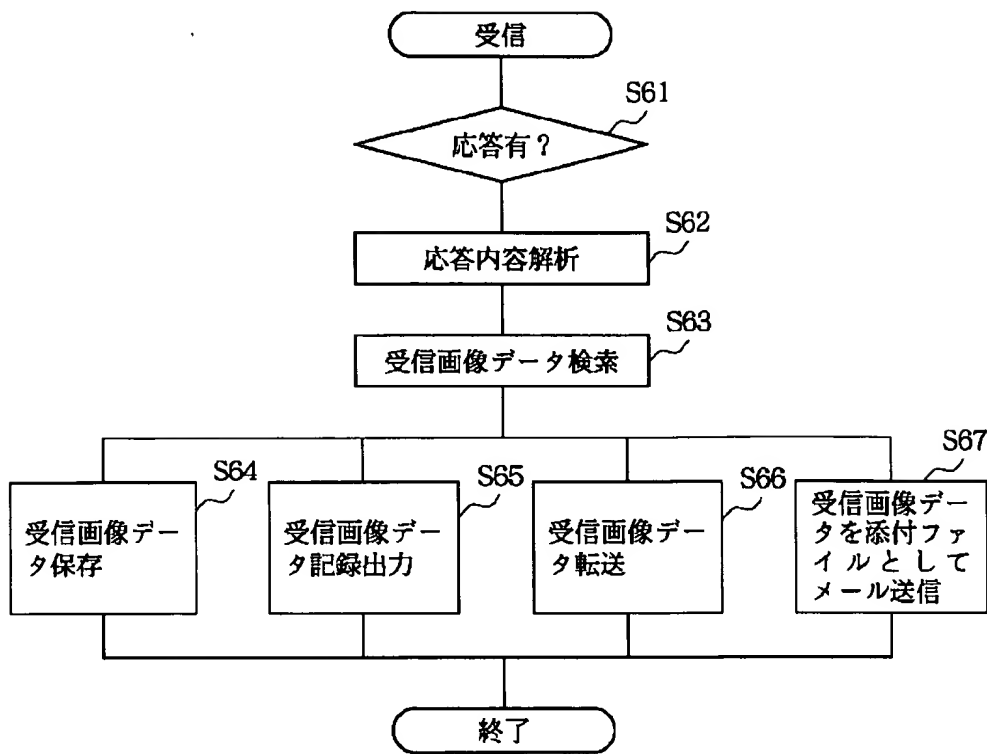 受信
S61
応答有？
S62
応答内容解析
S63
受信画像データ検索
S64
受信画像デー
タ保存
S65
受信画像デー
タ記録出力
S66
受信画像デー
タ転送
S67
受信画像デー
タを添付ファ
イルとして
メール送信
終了